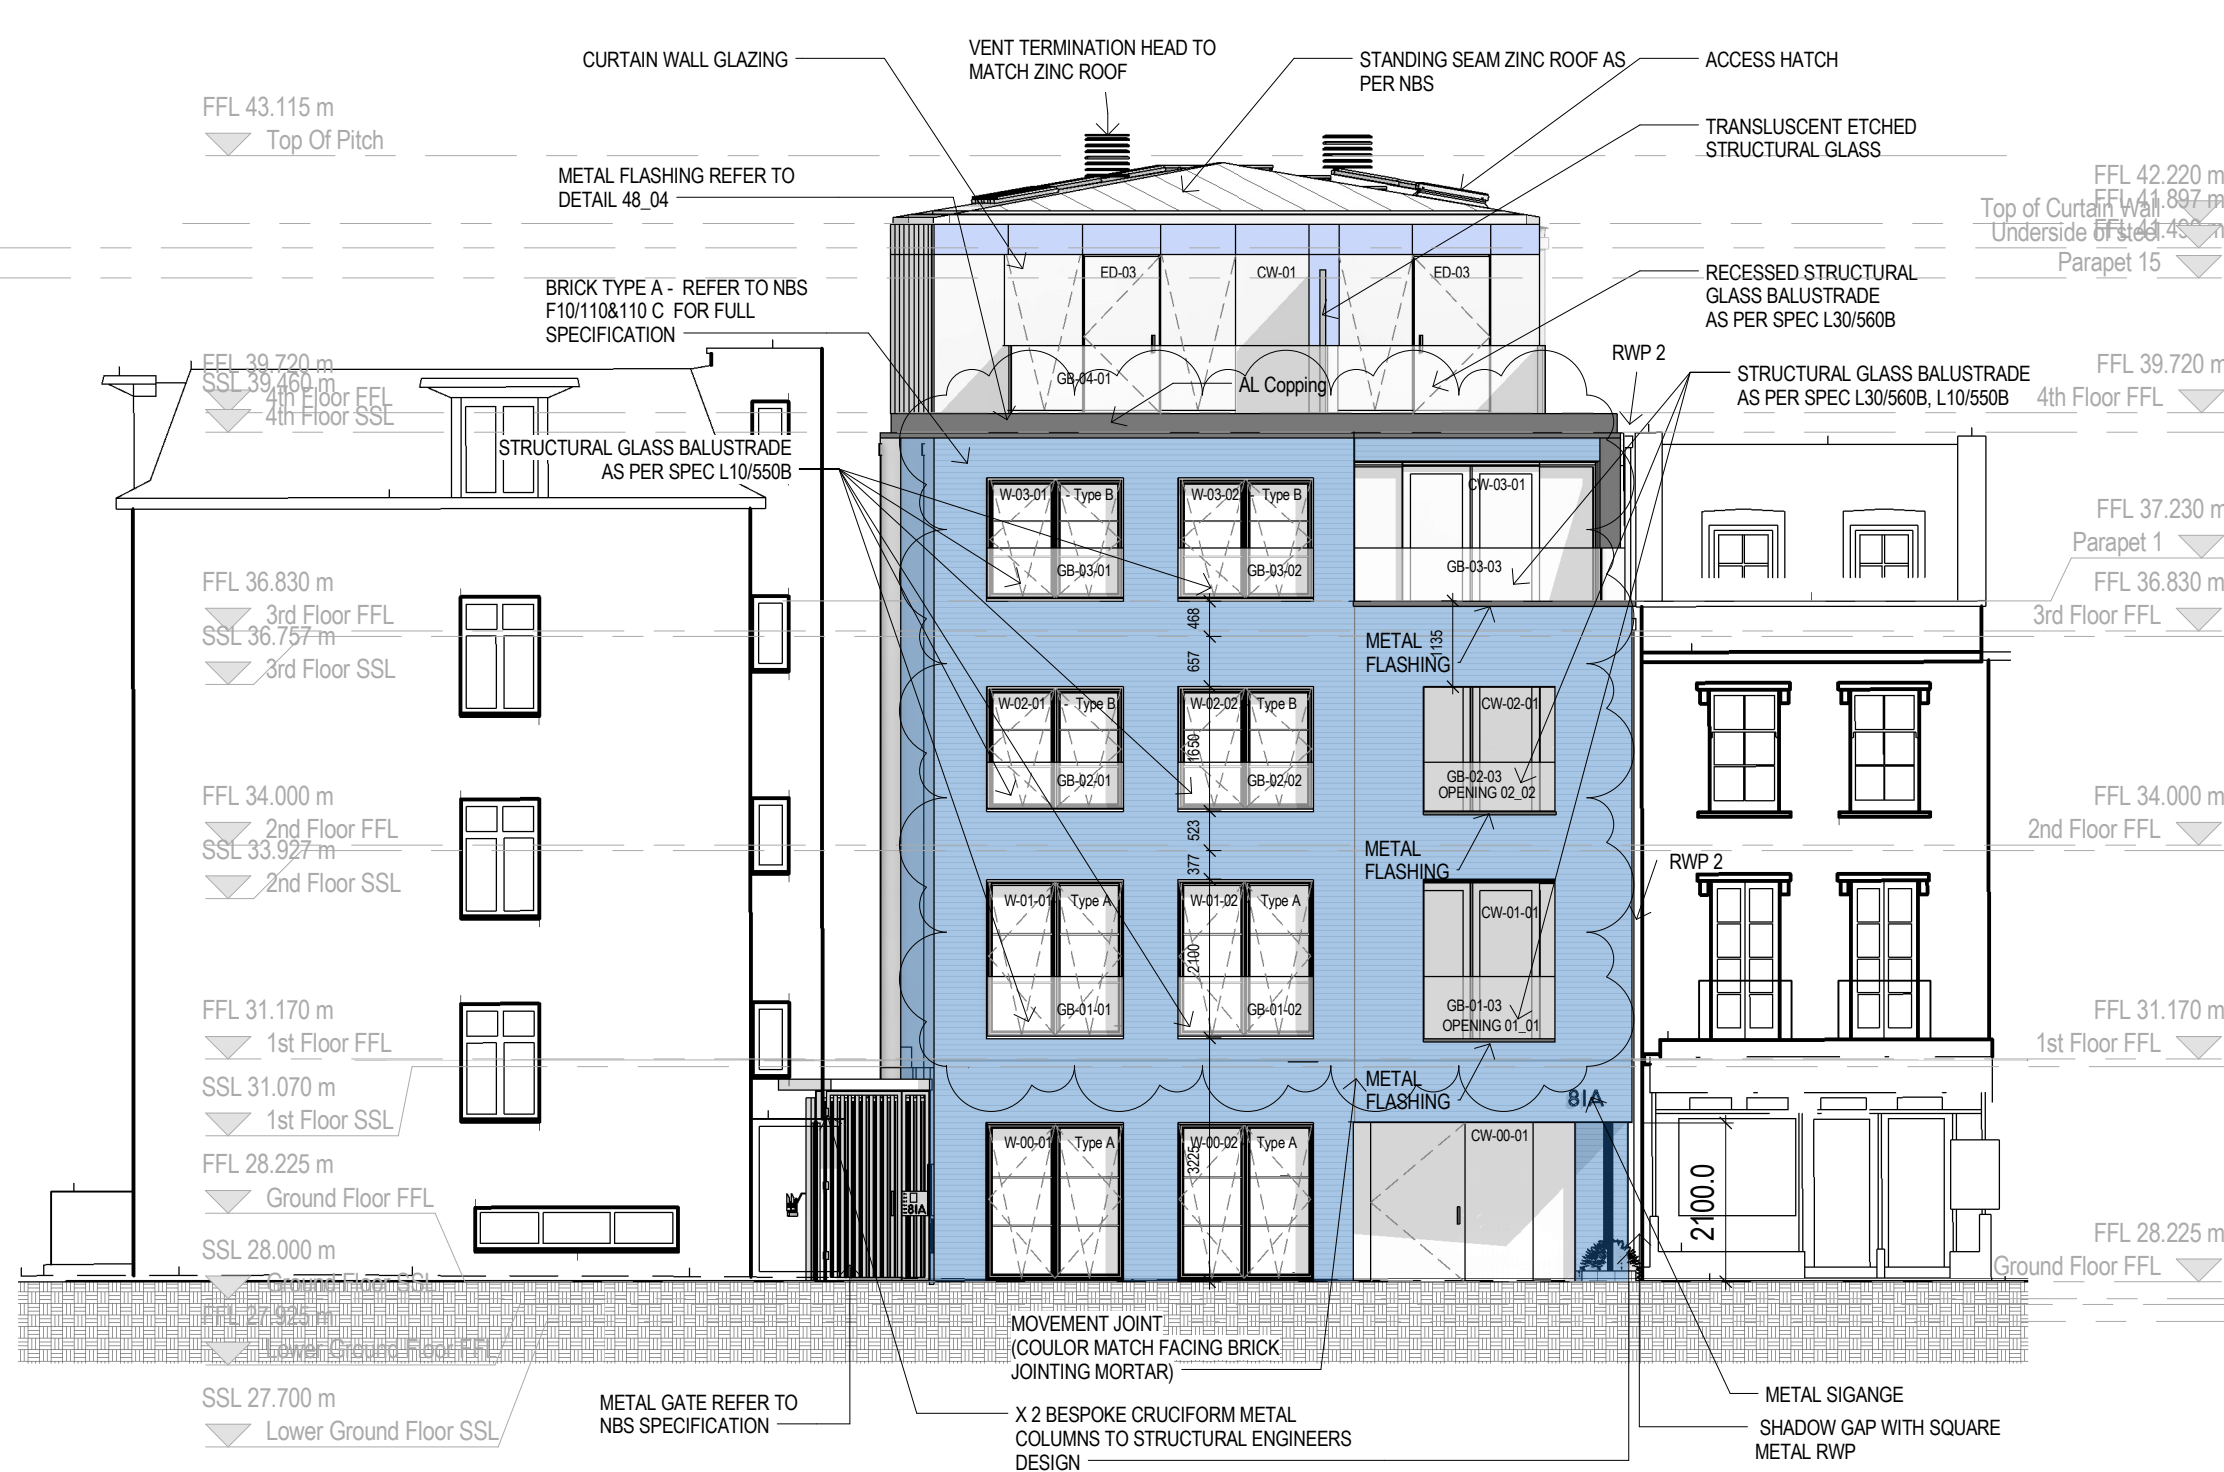 CURTAIN WALL GLAZING
VENT TERMINATION HEAD TO
MATCH ZINC ROOF
STANDING SEAM ZINC ROOF AS
PER NBS
ACCESS HATCH
TRANSLUSCENT ETCHED
STRUCTURAL GLASS
METAL FLASHING REFER TO
DETAIL 48_04
BRICK TYPE A - REFER TO NBS
F10/110&110 C FOR FULL
SPECIFICATION
RECESSED STRUCTURAL
GLASS BALUSTRADE
AS PER SPEC L30/560B
RWP 2
STRUCTURAL GLASS BALUSTRADE
AS PER SPEC L30/560B, L10/550B
STRUCTURAL GLASS BALUSTRADE
AS PER SPEC L10/550B
FFL 43.115 m
Top Of Pitch
FFL 39.720 m
SSL 39.460 m
4th Floor FFL
4th Floor SSL
FFL 36.830 m
3rd Floor FFL
SSL 36.757 m
3rd Floor SSL
FFL 34.000 m
2nd Floor FFL
SSL 33.927 m
2nd Floor SSL
FFL 31.170 m
1st Floor FFL
SSL 31.070 m
1st Floor SSL
FFL 28.225 m
Ground Floor FFL
SSL 28.000 m
Ground Floor SSL
FFL 27.925 m
Lower Ground Floor FFL
SSL 27.700 m
Lower Ground Floor SSL
ED-03
CW-01
ED-03
GB-04-01
AL Copping
W-03-01 - Type B
W-03-02 - Type B
CW-03-01
GB-03-01
GB-03-02
GB-03-03
468
657
1135
METAL
FLASHING
W-02-01 - Type B
W-02-02 Type B
CW-02-01
1650
GB-02-01
GB-02-02
GB-02-03
OPENING 02_02
523
377
METAL
FLASHING
RWP 2
W-01-01 Type A
W-01-02 Type A
CW-01-01
2100
GB-01-01
GB-01-02
GB-01-03
OPENING 01_01
METAL
FLASHING
81A
W-00-01 Type A
W-00-02 Type A
CW-00-01
3225
81A
2100.0
FFL 42.220 m
FFL 41.897 m
Top of Curtain Wall
Underside of steel
Parapet 15
FFL 39.720 m
4th Floor FFL
FFL 37.230 m
Parapet 1
FFL 36.830 m
3rd Floor FFL
FFL 34.000 m
2nd Floor FFL
FFL 31.170 m
1st Floor FFL
FFL 28.225 m
Ground Floor FFL
MOVEMENT JOINT
(COULOR MATCH FACING BRICK
JOINTING MORTAR)
METAL GATE REFER TO
NBS SPECIFICATION
X 2 BESPOKE CRUCIFORM METAL
COLUMNS TO STRUCTURAL ENGINEERS
DESIGN
METAL SIGANGE
SHADOW GAP WITH SQUARE
METAL RWP